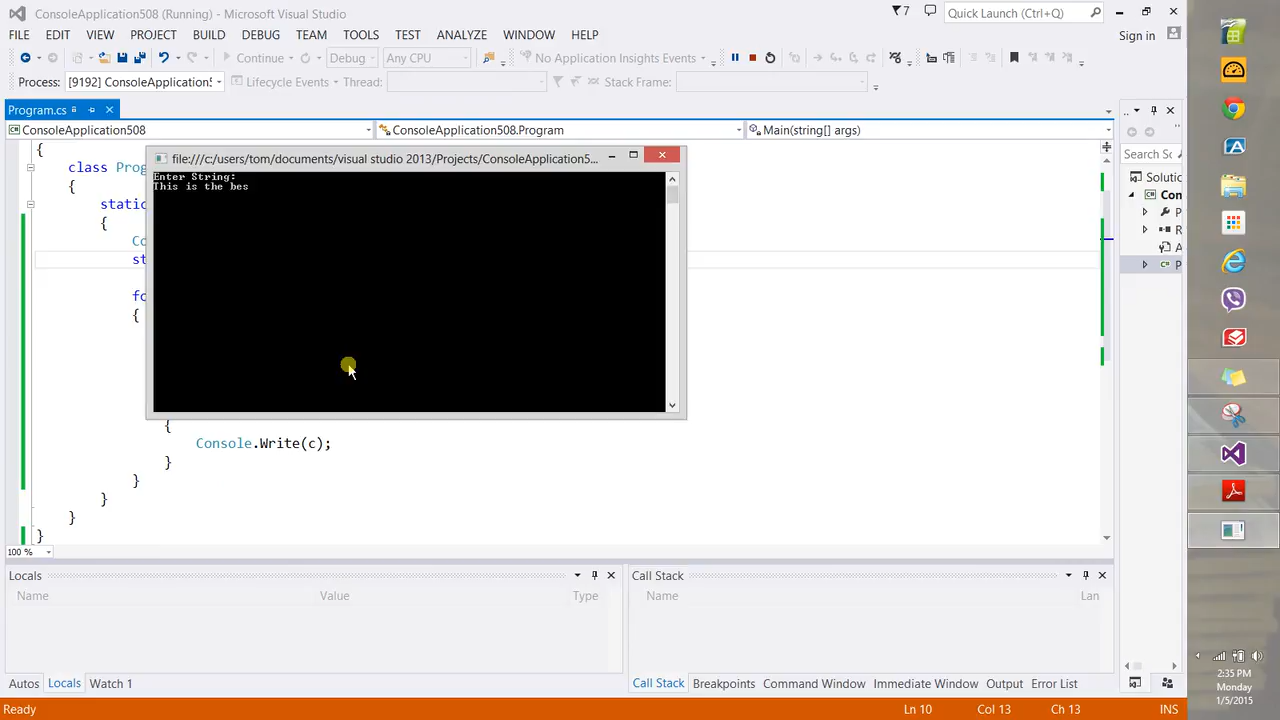 ConsoleApplication508 (Running) - Microsoft Visual Studio
7
Quick Launch (Ctrl+Q)
FILE EDIT VIEW PROJECT BUILD DEBUG TEAM TOOLS TEST ANALYZE WINDOW HELP
Sign in
Continue Debug Any CPU No Application Insights Events
Process: [9192] ConsoleApplication5 Lifecycle Events Thread: Stack Frame:
Program.cs
ConsoleApplication508 ConsoleApplication508.Program Main(string[] args)
{
class Prog
{
static
{
Co
st
fo
{
file:///c:/users/tom/documents/visual studio 2013/Projects/ConsoleApplication5...
Enter String:
This is the bes
{
Console.Write(c);
}
}
}
}
}
100 %
Search Sc
Solutio
Con
P
R
A
P
Locals
Name Value Type
Call Stack
Name Lan
Autos Locals Watch 1
Call Stack Breakpoints Command Window Immediate Window Output Error List
Ready Ln 10 Col 13 Ch 13 INS
2:35 PM
Monday
1/5/2015